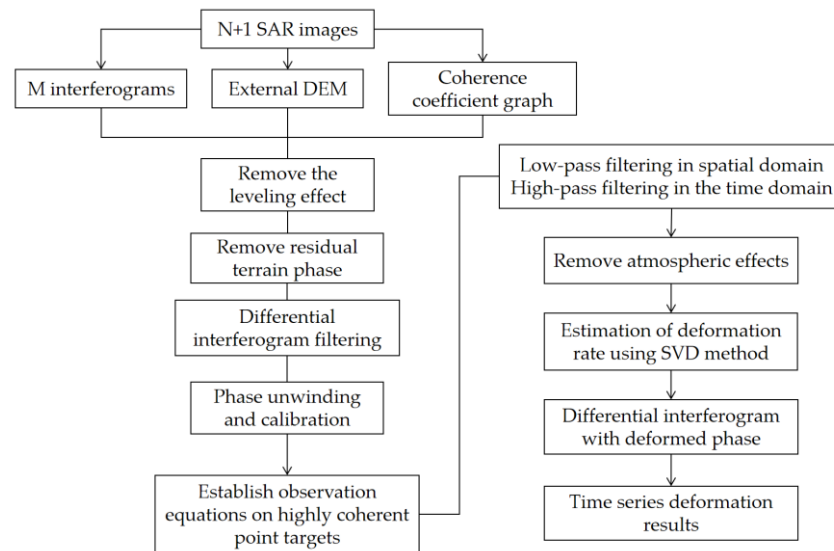 N+1 SAR images
M interferograms
External DEM
Coherence
coefficient graph
Remove the
leveling effect
Remove residual
terrain phase
Differential
interferogram filtering
Phase unwinding
and calibration
Establish observation
equations on highly coherent
point targets
Low-pass filtering in spatial domain
High-pass filtering in the time domain
Remove atmospheric effects
Estimation of deformation
rate using SVD method
Differential interferogram
with deformed phase
Time series deformation
results